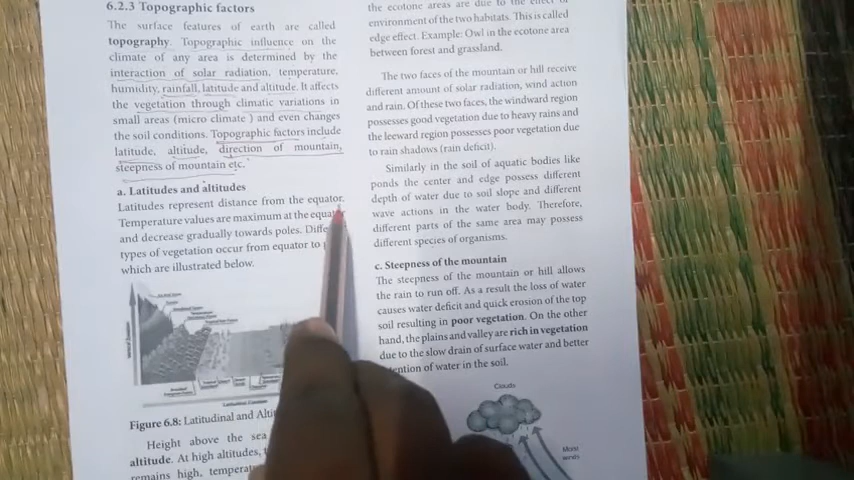 6.2.3 Topographic factors
The surface features of earth are called
topography. Topographic influence on the
climate of any area is determined by the
interaction of solar radiation, temperature,
humidity, rainfall, latitude and altitude. It affects
the vegetation through climatic variations in
small areas (micro climate ) and even changes
the soil conditions. Topographic factors include
latitude, altitude, direction of mountain,
steepness of mountain etc.
a. Latitudes and altitudes
Latitudes represent distance from the equator.
Temperature values are maximum at the
and decrease gradually towards poles.
types of vegetation occur from equator to
which are illustrated below.
Figure 6.8: Latitudinal and
Height above the sea
altitude. At high altitudes,
remains high,
the ecotone areas are due to the effect of
environment of the two habitats. This is called
edge effect. Example: Owl in the ecotone area
between forest and grassland.
The two faces of the mountain or hill receive
different amount of solar radiation, wind action
and rain. Of these two faces, the windward region
possesses good vegetation due to heavy rains and
the leeward region possesses poor vegetation due
to rain shadows (rain deficit).
Similarly in the soil of aquatic bodies like
ponds the center and edge possess different
depth of water due to soil slope and different
wave actions in the water body. Therefore,
different parts of the same area may possess
different species of organisms.
c. Steepness of the mountain
The steepness of the mountain or hill allows
the rain to run off. As a result the loss of water
causes water deficit and quick erosion of the top
soil resulting in poor vegetation. On the other
hand, the plains and valley are rich in vegetation
due to the slow drain of surface water and better
of water in the soil.
Clouds
Moist
winds